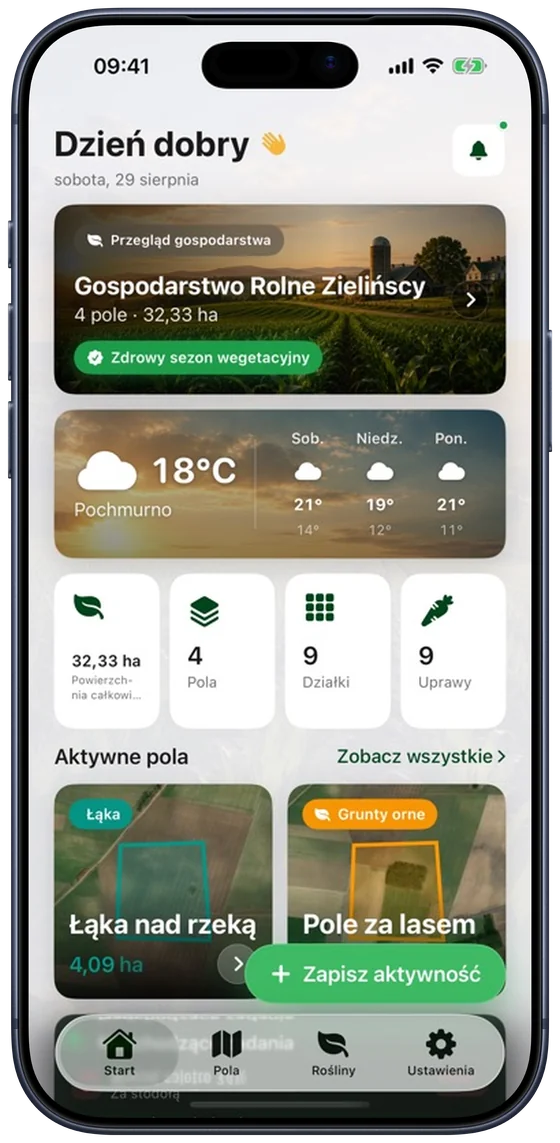 09:41
Dzień dobry 👋
sobota, 29 sierpnia
Przegląd gospodarstwa
Gospodarstwo Rolne Zielińscy
4 pole · 32,33 ha
Zdrowy sezon wegetacyjny
18°C
Pochmurno
Sob. Niedz. Pon.
21° 19° 21°
14° 12° 11°
32,33 ha
Powierzch-
nia całkowi...
4
Pola
9
Działki
9
Uprawy
Aktywne pola
Zobacz wszystkie
Łąka
Łąka nad rzeką
4,09 ha
Grunty orne
Pole za lasem
+ Zapisz aktywność
Start
Pola
Rośliny
Ustawienia
Za stodołą